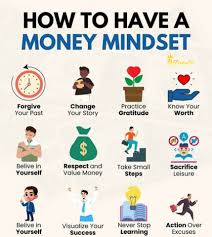 HOW TO HAVE A
MONEY MINDSET
Forgive
Your Past
Change
Your Story
Practice
Gratitude
Know Your
Worth
Belive in
Yourself
Respect and
Value Money
Take Small
Steps
Sacrifice
Leisure
Belive in
Yourself
Visualize Your
Success
Never Stop
Learning
Action Over
Excuses